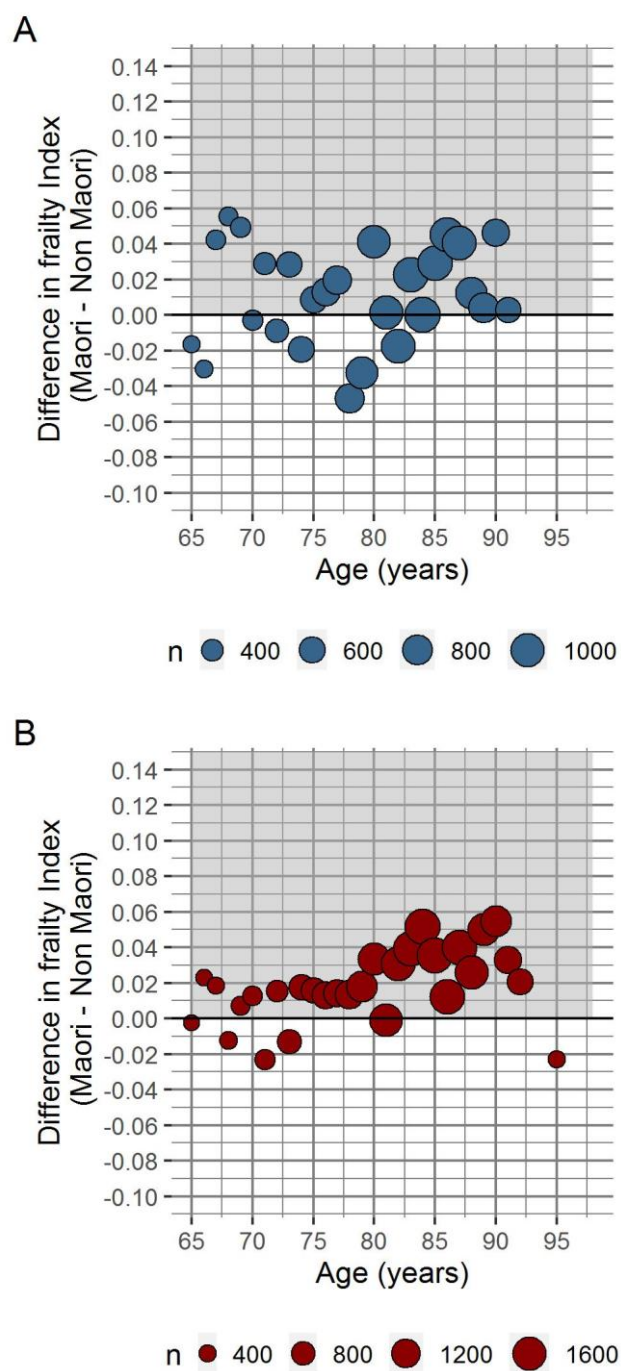 A
0.14
0.12
0.10
0.08
0.06
0.04
0.02
0.00
-0.02
-0.04
-0.06
-0.08
-0.10
Difference in frailty Index
(Maori - Non Maori)
65 70 75 80 85 90 95
Age (years)
n 400 600 800 1000
B
0.14
0.12
0.10
0.08
0.06
0.04
0.02
0.00
-0.02
-0.04
-0.06
-0.08
-0.10
Difference in frailty Index
(Maori - Non Maori)
65 70 75 80 85 90 95
Age (years)
n 400 800 1200 1600